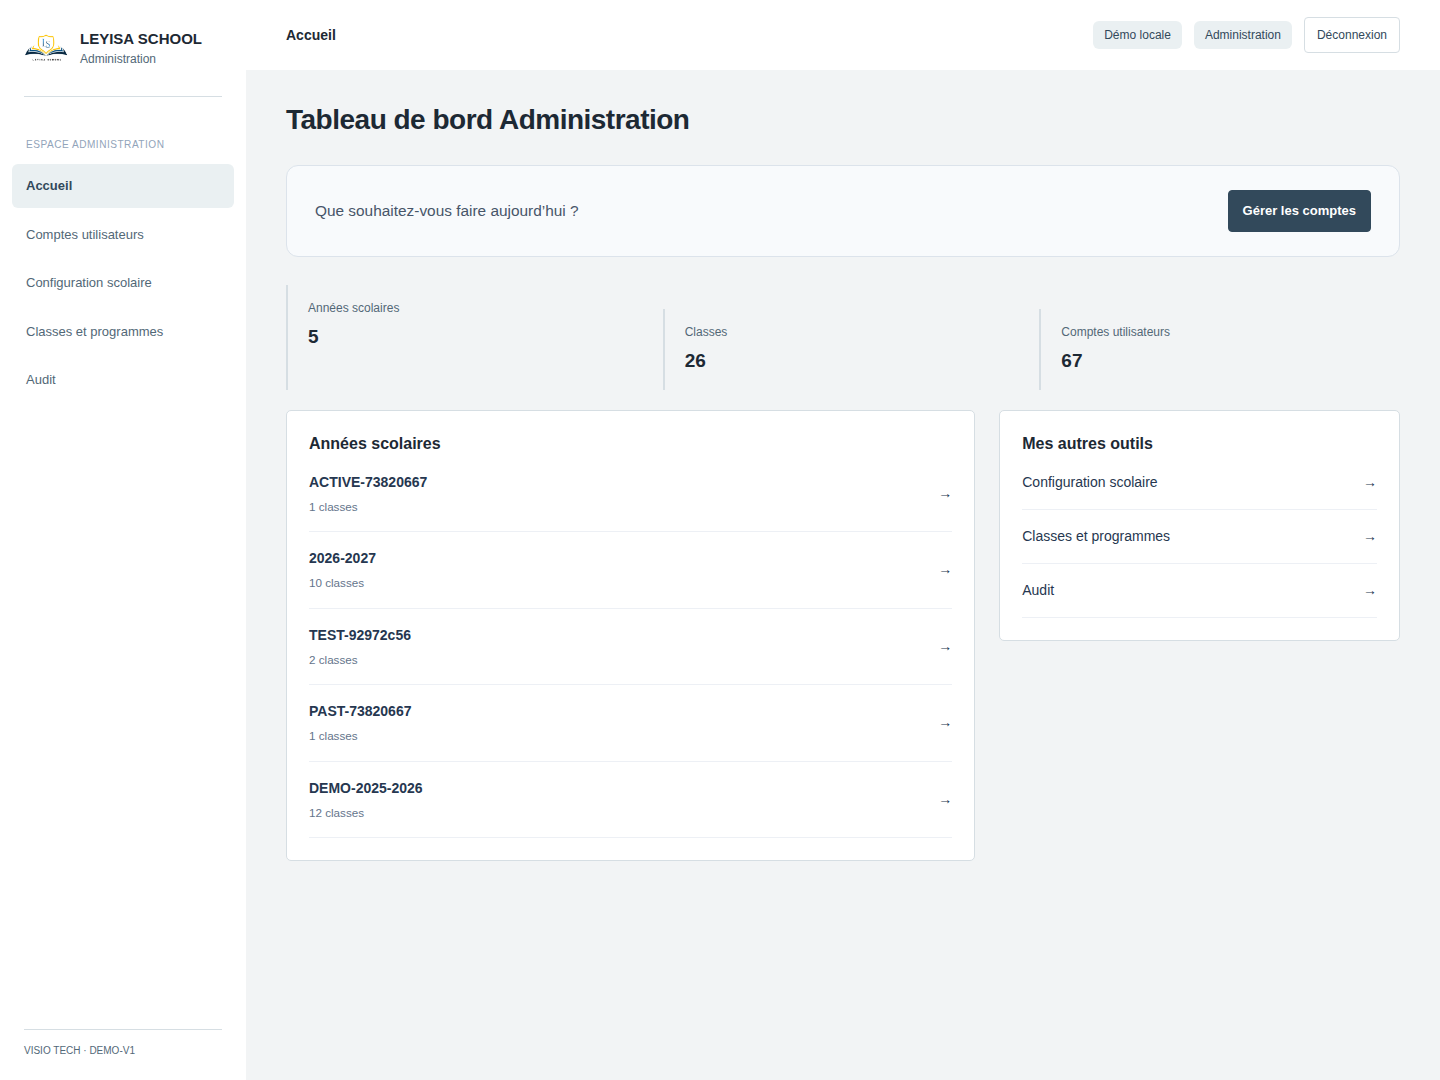 LEYISA SCHOOL
Administration
ESPACE ADMINISTRATION
Accueil
Comptes utilisateurs
Configuration scolaire
Classes et programmes
Audit
VISIO TECH · DEMO-V1
Accueil
Démo locale
Administration
Déconnexion
Tableau de bord Administration
Que souhaitez-vous faire aujourd’hui ?
Gérer les comptes
Années scolaires
5
Classes
26
Comptes utilisateurs
67
Années scolaires
ACTIVE-73820667
1 classes
→
2026-2027
10 classes
→
TEST-92972c56
2 classes
→
PAST-73820667
1 classes
→
DEMO-2025-2026
12 classes
→
Mes autres outils
Configuration scolaire →
Classes et programmes →
Audit →